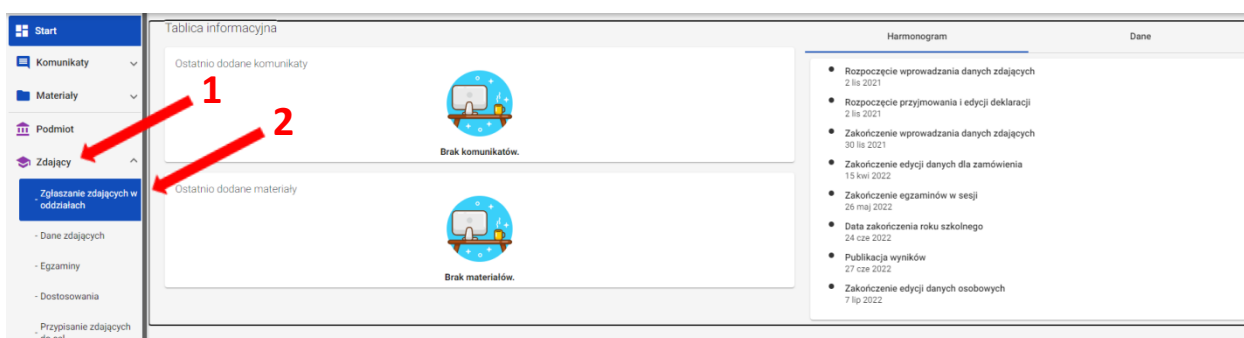 Start
Komunikaty
Materiały
Podmiot
Zdający
- Zgłaszanie zdających w
oddziałach
- Dane zdających
- Egzaminy
- Dostosowania
- Przypisanie zdających
do sal
1
2
Tablica informacyjna
Ostatnio dodane komunikaty
Brak komunikatów.
Ostatnio dodane materiały
Brak materiałów.
Harmonogram
Dane
Rozpoczęcie wprowadzania danych zdających
2 lis 2021
Rozpoczęcie przyjmowania i edycji deklaracji
2 lis 2021
Zakończenie wprowadzania danych zdających
30 lis 2021
Zakończenie edycji danych dla zamówienia
15 kwi 2022
Zakończenie egzaminów w sesji
26 maj 2022
Data zakończenia roku szkolnego
24 cze 2022
Publikacja wyników
27 cze 2022
Zakończenie edycji danych osobowych
7 lip 2022